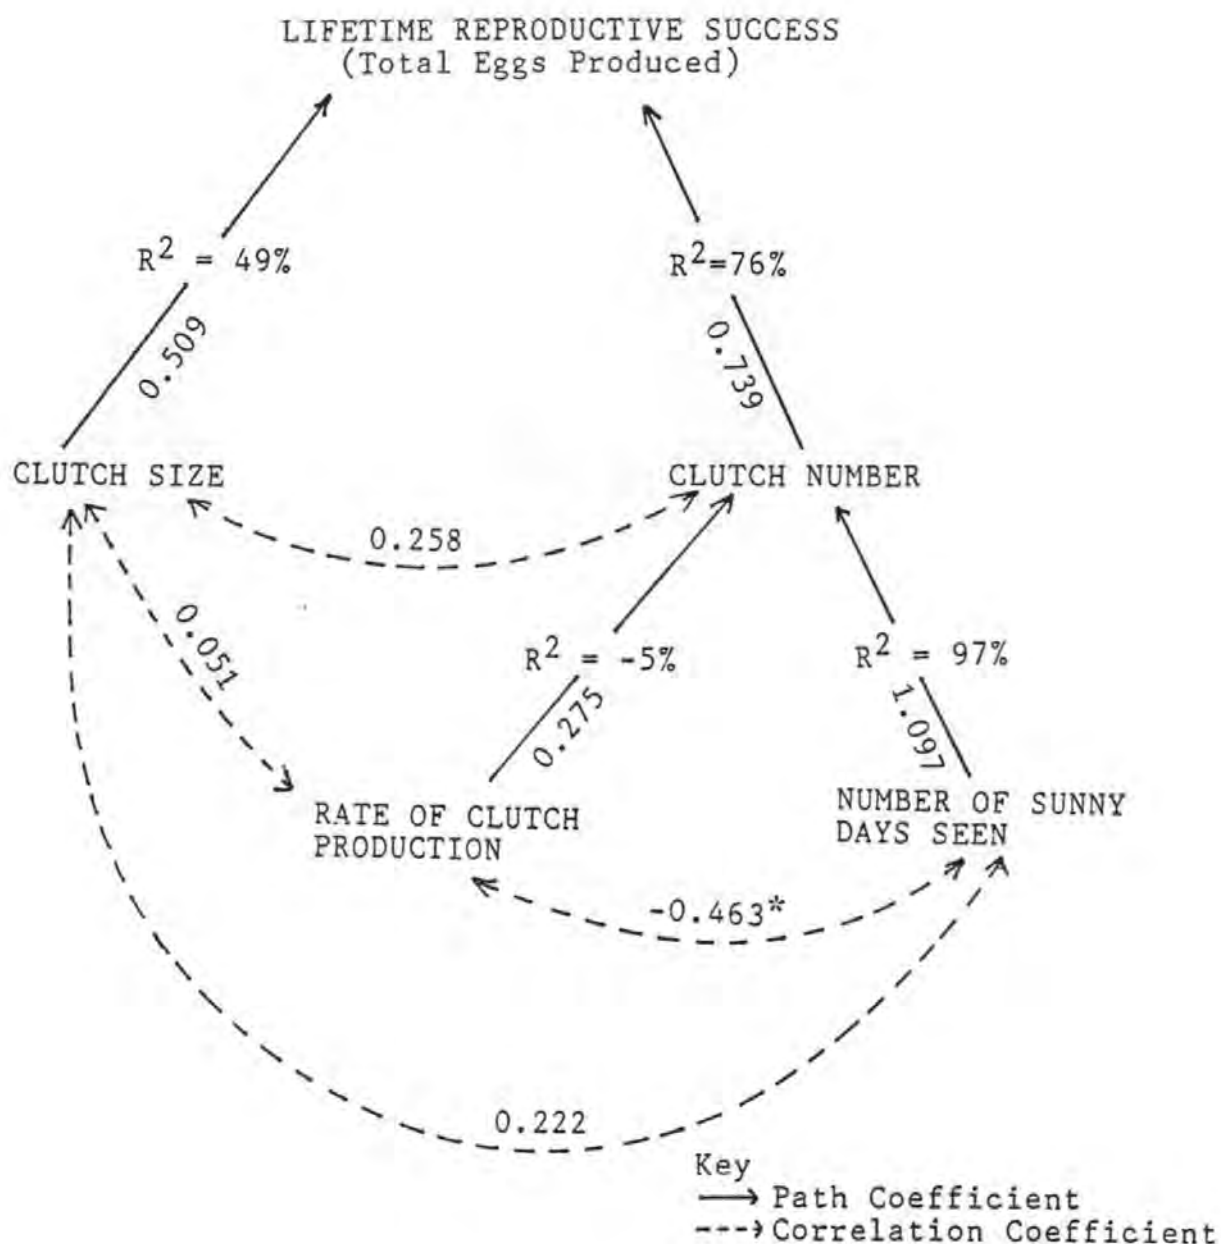 LIFETIME REPRODUCTIVE SUCCESS
(Total Eggs Produced)
R² = 49%
R²=76%
0.509
0.739
CLUTCH SIZE
CLUTCH NUMBER
0.258
0.051
R² = -5%
R² = 97%
0.275
1.097
RATE OF CLUTCH
PRODUCTION
NUMBER OF SUNNY
DAYS SEEN
-0.463*
0.222
Key
Path Coefficient
Correlation Coefficient